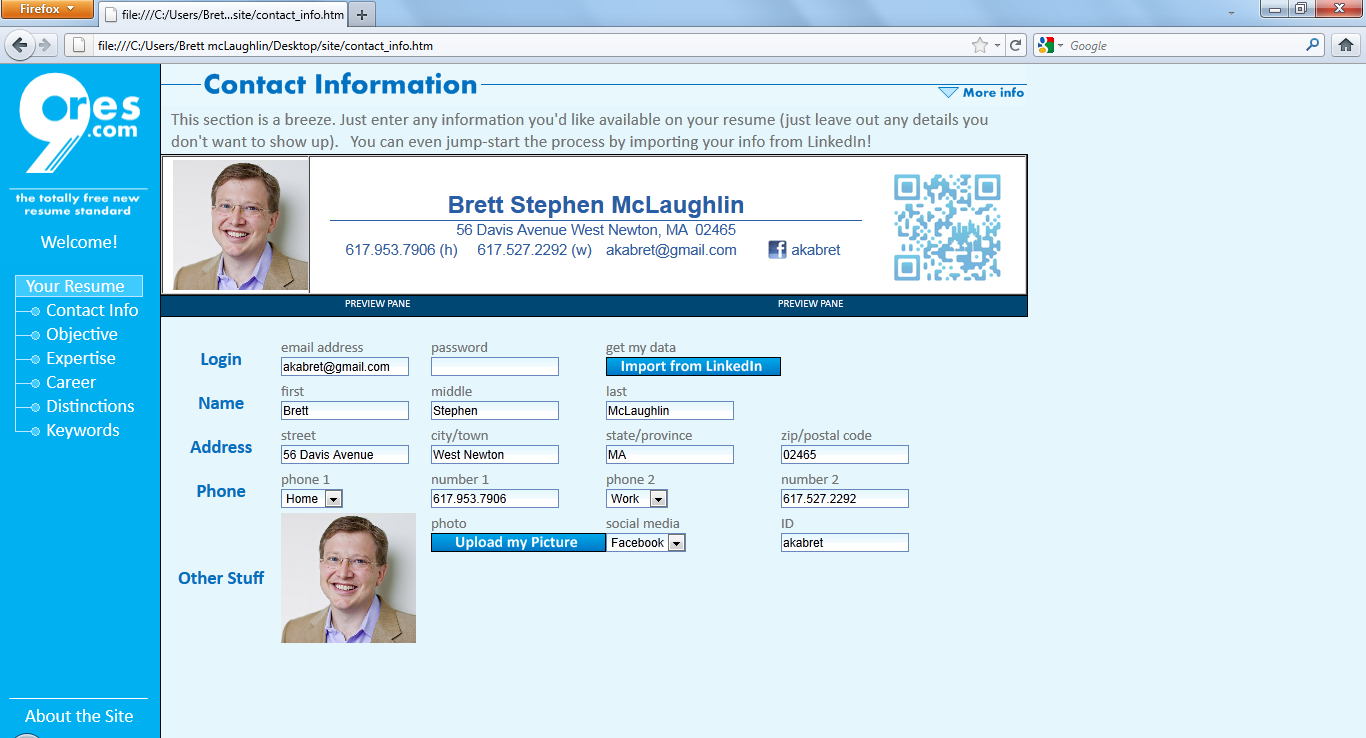 Firefox
file:///C:/Users/Bret...site/contact_info.htm
file:///C:/Users/Brett mcLaughlin/Desktop/site/contact_info.htm
Google
9ores
.com
the totally free new
resume standard
Welcome!
Your Resume
Contact Info
Objective
Expertise
Career
Distinctions
Keywords
About the Site
Contact Information
More info
This section is a breeze. Just enter any information you'd like available on your resume (just leave out any details you
don't want to show up). You can even jump-start the process by importing your info from LinkedIn!
Brett Stephen McLaughlin
56 Davis Avenue West Newton, MA 02465
617.953.7906 (h) 617.527.2292 (w) akabret@gmail.com akabret
PREVIEW PANE PREVIEW PANE
email address password get my data
Login akabret@gmail.com Import from LinkedIn
first middle last
Name Brett Stephen McLaughlin
street city/town state/province zip/postal code
Address 56 Davis Avenue West Newton MA 02465
phone 1 number 1 phone 2 number 2
Phone Home 617.953.7906 Work 617.527.2292
photo social media ID
Upload my Picture Facebook akabret
Other Stuff